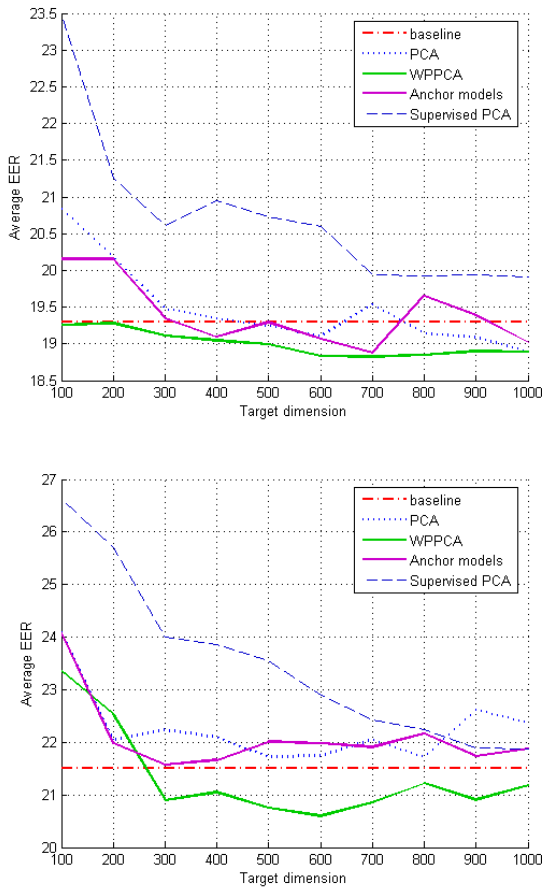 23.5
23
22.5
22
21.5
21
20.5
20
19.5
19
18.5
Average EER
baseline
PCA
WPPCA
Anchor models
Supervised PCA
100 200 300 400 500 600 700 800 900 1000
Target dimension
27
26
25
24
23
22
21
20
Average EER
baseline
PCA
WPPCA
Anchor models
Supervised PCA
100 200 300 400 500 600 700 800 900 1000
Target dimension